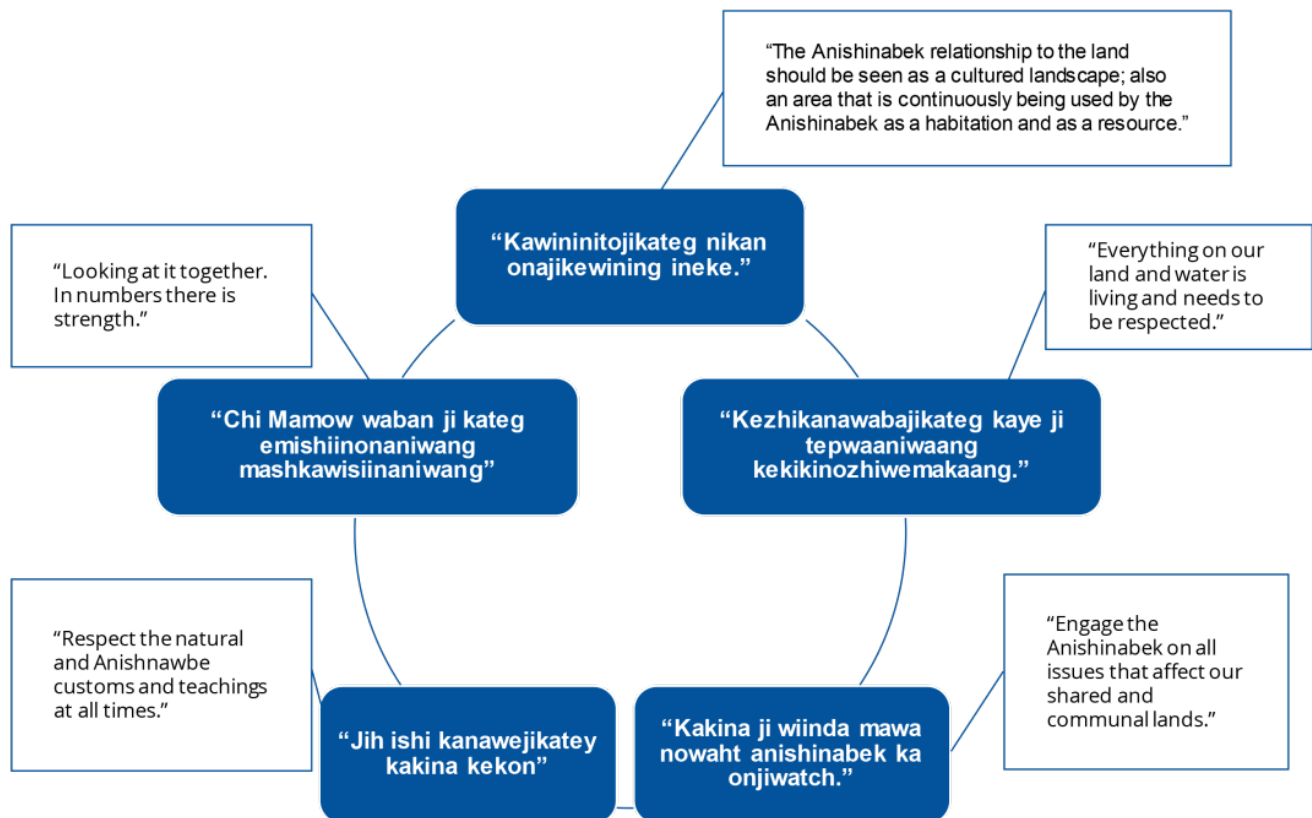 “The Anishinabek relationship to the land
should be seen as a cultured landscape; also
an area that is continuously being used by the
Anishinabek as a habitation and as a resource.”
“Kawininitojikateg nikan
onajikewining ineke.”
“Looking at it together.
In numbers there is
strength.”
“Everything on our
land and water is
living and needs to
be respected.”
“Chi Mamow waban ji kateg
emishiinonaniwang
mashkawisiinaniwang”
“Kezhikanawabajikateg kaye ji
tepwaaniwaang
kekikinozhiwemakaang.”
“Respect the natural
and Anishnawbe
customs and teachings
at all times.”
“Engage the
Anishinabek on all
issues that affect our
shared and
communal lands.”
“Jih ishi kanawejikatey
kakina kekon”
“Kakina ji wiinda mawa
nowaht anishinabek ka
onjiwatch.”